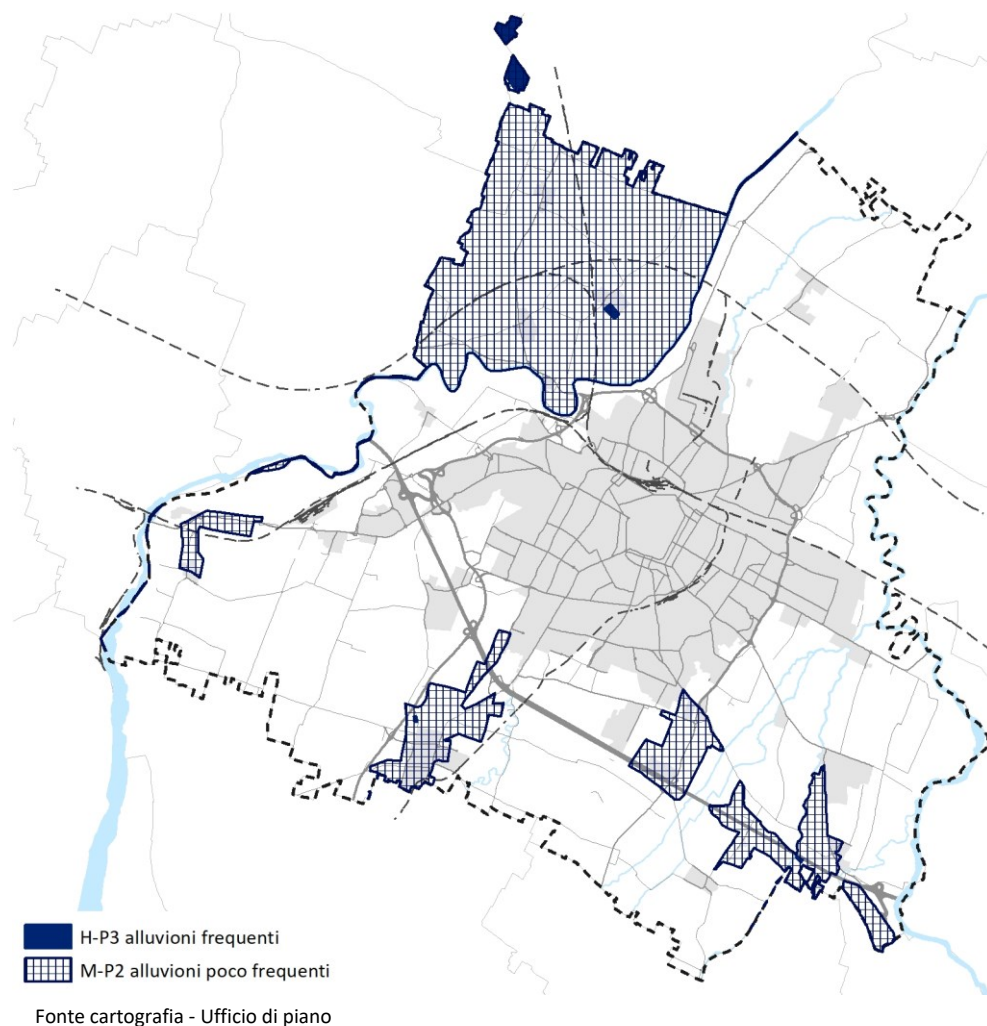 H-P3 alluvioni frequenti
M-P2 alluvioni poco frequenti
Fonte cartografia - Ufficio di piano